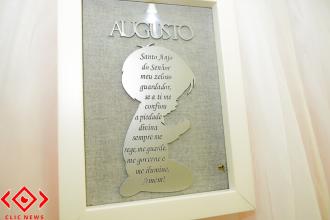 AUGUSTO
Santo Anjo
do Senhor
meu zeloso
guardador,
se a ti me
confiou
a piedade
divina
sempre me
rege, me guarde,
me governe e
me ilumine,
Amém!
CLIC NEWS